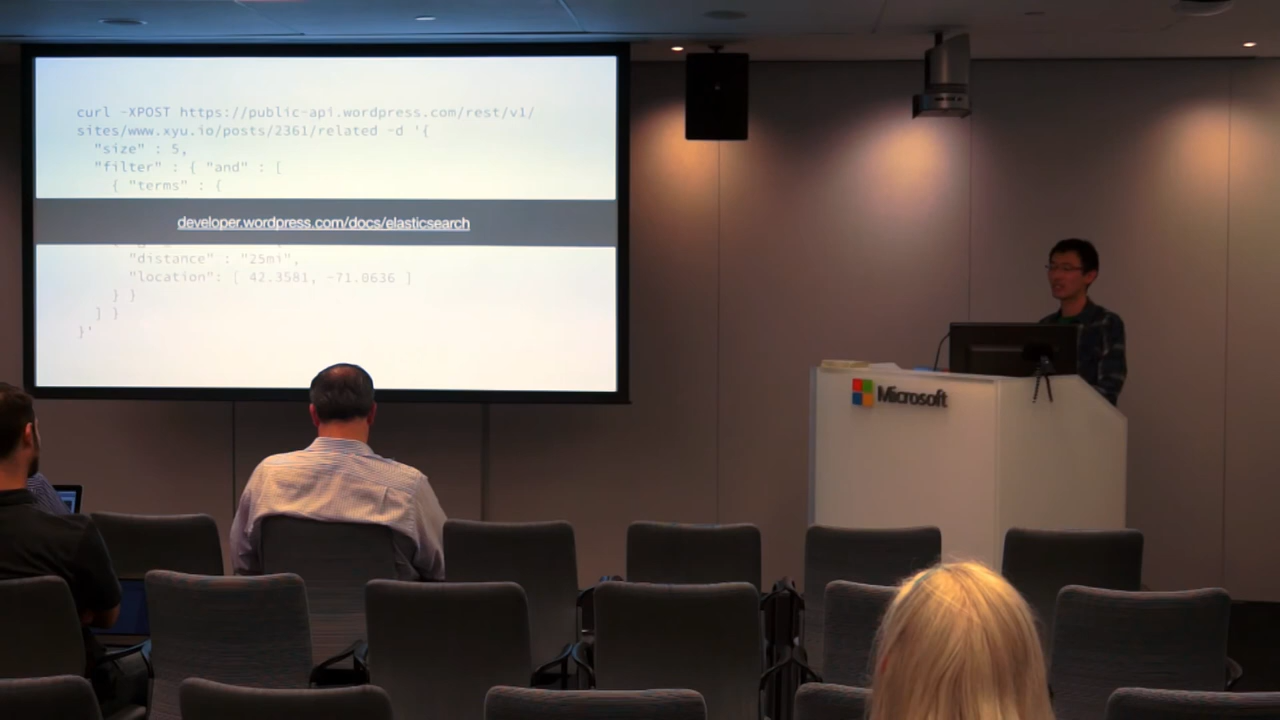 curl -XPOST https://public-api.wordpress.com/rest/v1/
sites/www.xyu.io/posts/2361/related -d '{
"size" : 5,
"filter" : { "and" : [
{ "terms" : {
developer.wordpress.com/docs/elasticsearch
"distance" : "25mi",
"location": [ 42.3581, -71.0636 ]
} }
] }
}'
Microsoft